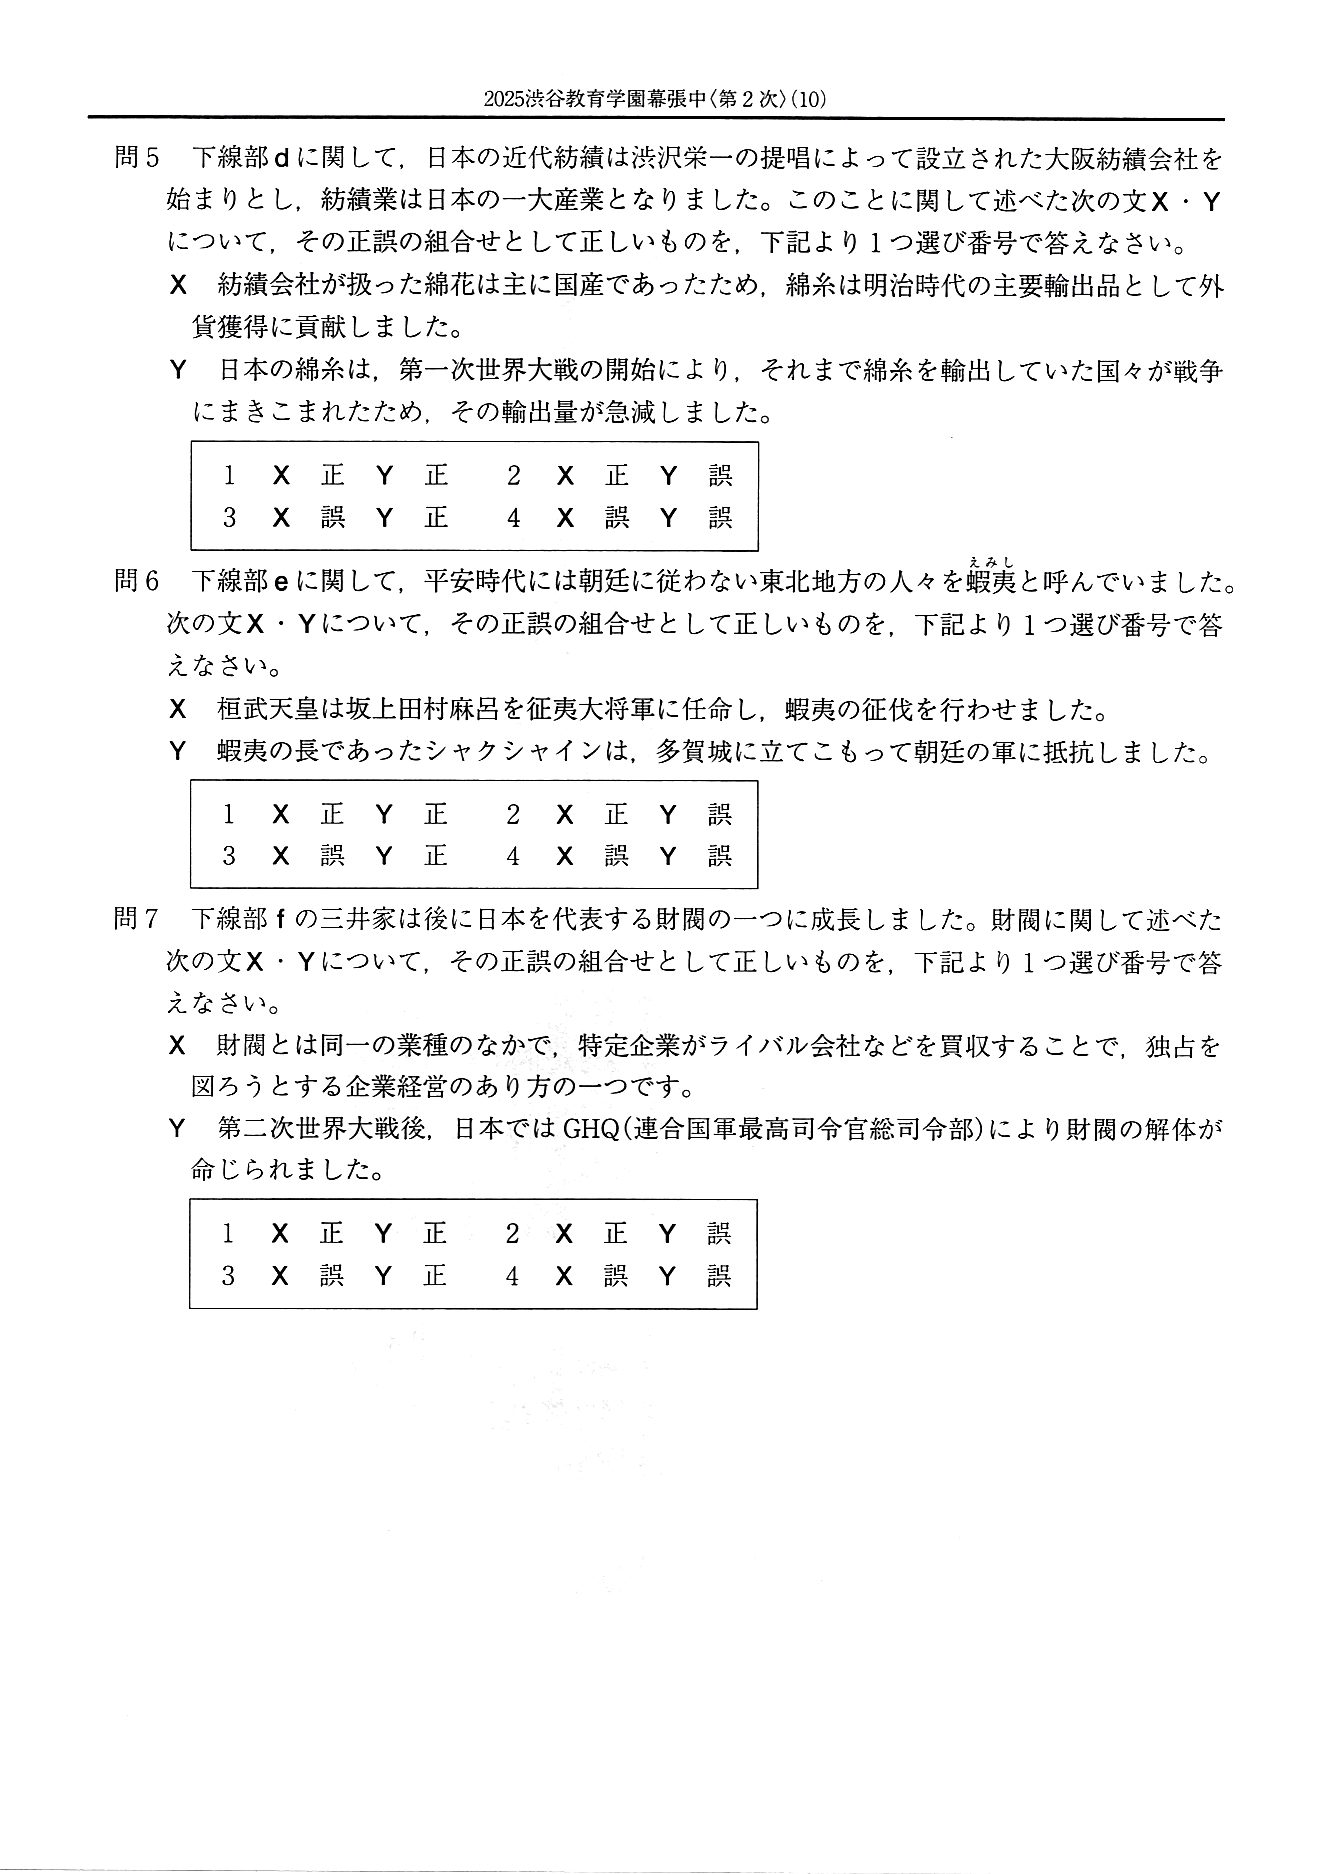 2025渋谷教育学園幕張中〈第2次〉(10)
問5 下線部dに関して，日本の近代紡績は渋沢栄一の提唱によって設立された大阪紡績会社を
始まりとし，紡績業は日本の一大産業となりました。このことに関して述べた次の文X・Y
について，その正誤の組合せとして正しいものを，下記より1つ選び番号で答えなさい。
X 紡績会社が扱った綿花は主に国産であったため，綿糸は明治時代の主要輸出品として外
貨獲得に貢献しました。
Y 日本の綿糸は，第一次世界大戦の開始により，それまで綿糸を輸出していた国々が戦争
にまきこまれたため，その輸出量が急減しました。
1 X 正 Y 正 2 X 正 Y 誤
3 X 誤 Y 正 4 X 誤 Y 誤
えみし
問6 下線部eに関して，平安時代には朝廷に従わない東北地方の人々を蝦夷と呼んでいました。
次の文X・Yについて，その正誤の組合せとして正しいものを，下記より1つ選び番号で答
えなさい。
X 桓武天皇は坂上田村麻呂を征夷大将軍に任命し，蝦夷の征伐を行わせました。
Y 蝦夷の長であったシャクシャインは，多賀城に立てこもって朝廷の軍に抵抗しました。
1 X 正 Y 正 2 X 正 Y 誤
3 X 誤 Y 正 4 X 誤 Y 誤
問7 下線部fの三井家は後に日本を代表する財閥の一つに成長しました。財閥に関して述べた
次の文X・Yについて，その正誤の組合せとして正しいものを，下記より1つ選び番号で答
えなさい。
X 財閥とは同一の業種のなかで，特定企業がライバル会社などを買収することで，独占を
図ろうとする企業経営のあり方の一つです。
Y 第二次世界大戦後，日本ではGHQ(連合国軍最高司令官総司令部)により財閥の解体が
命じられました。
1 X 正 Y 正 2 X 正 Y 誤
3 X 誤 Y 正 4 X 誤 Y 誤